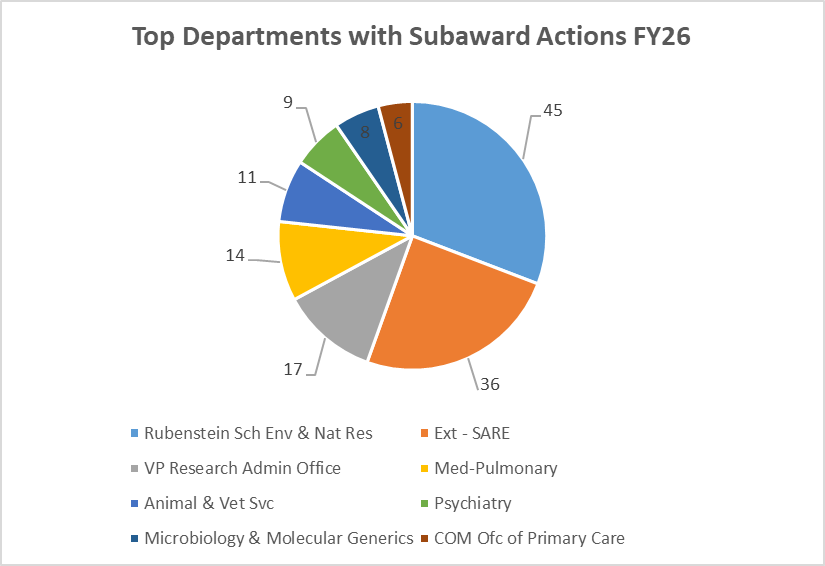 Top Departments with Subaward Actions FY26
9
8
6
45
11
14
17
36
Rubenstein Sch Env & Nat Res
Ext - SARE
VP Research Admin Office
Med-Pulmonary
Animal & Vet Svc
Psychiatry
Microbiology & Molecular Generics
COM Ofc of Primary Care